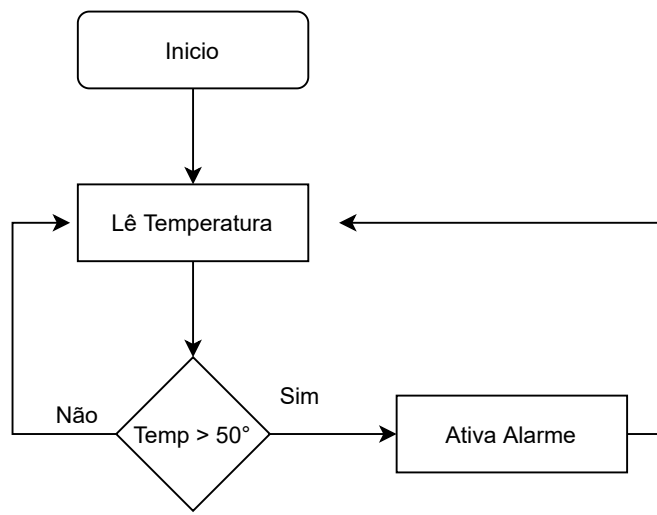 Inicio
Lê Temperatura
Sim
Não
Temp > 50°
Ativa Alarme